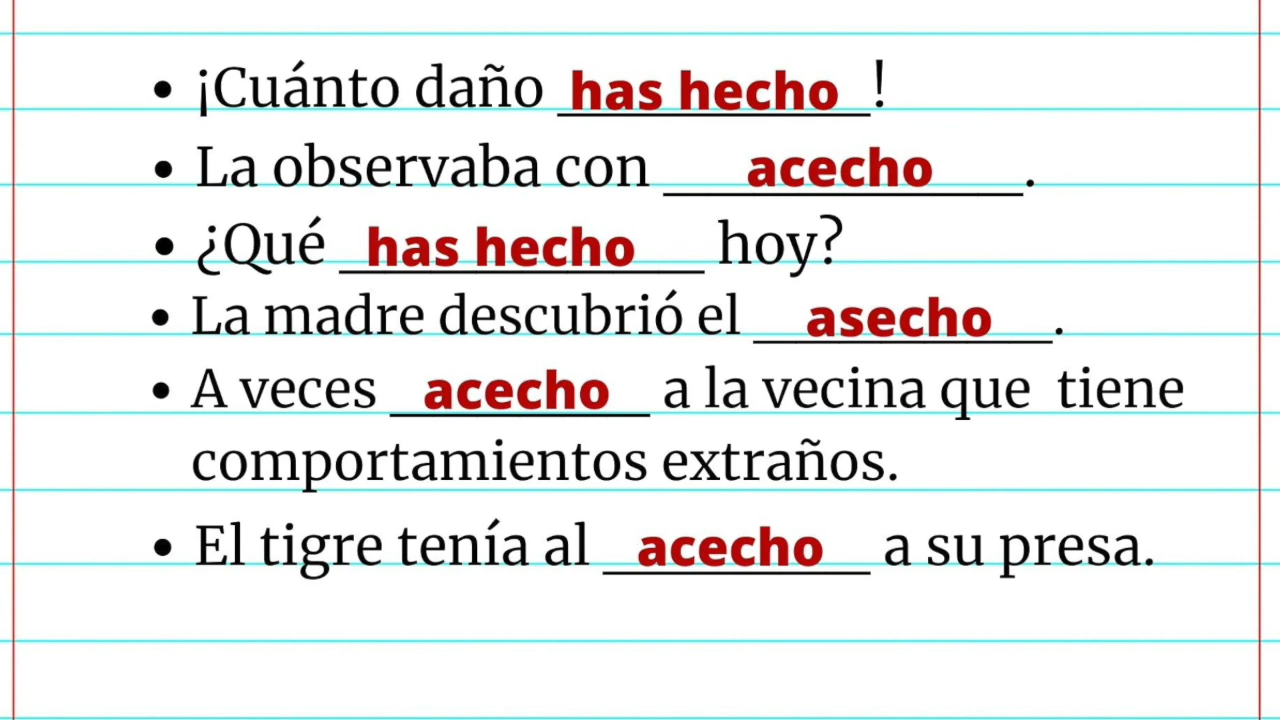 • ¡Cuánto daño has hecho!
• La observaba con acecho.
• ¿Qué has hecho hoy?
• La madre descubrió el asecho.
• A veces acecho a la vecina que tiene
comportamientos extraños.
• El tigre tenía al acecho a su presa.